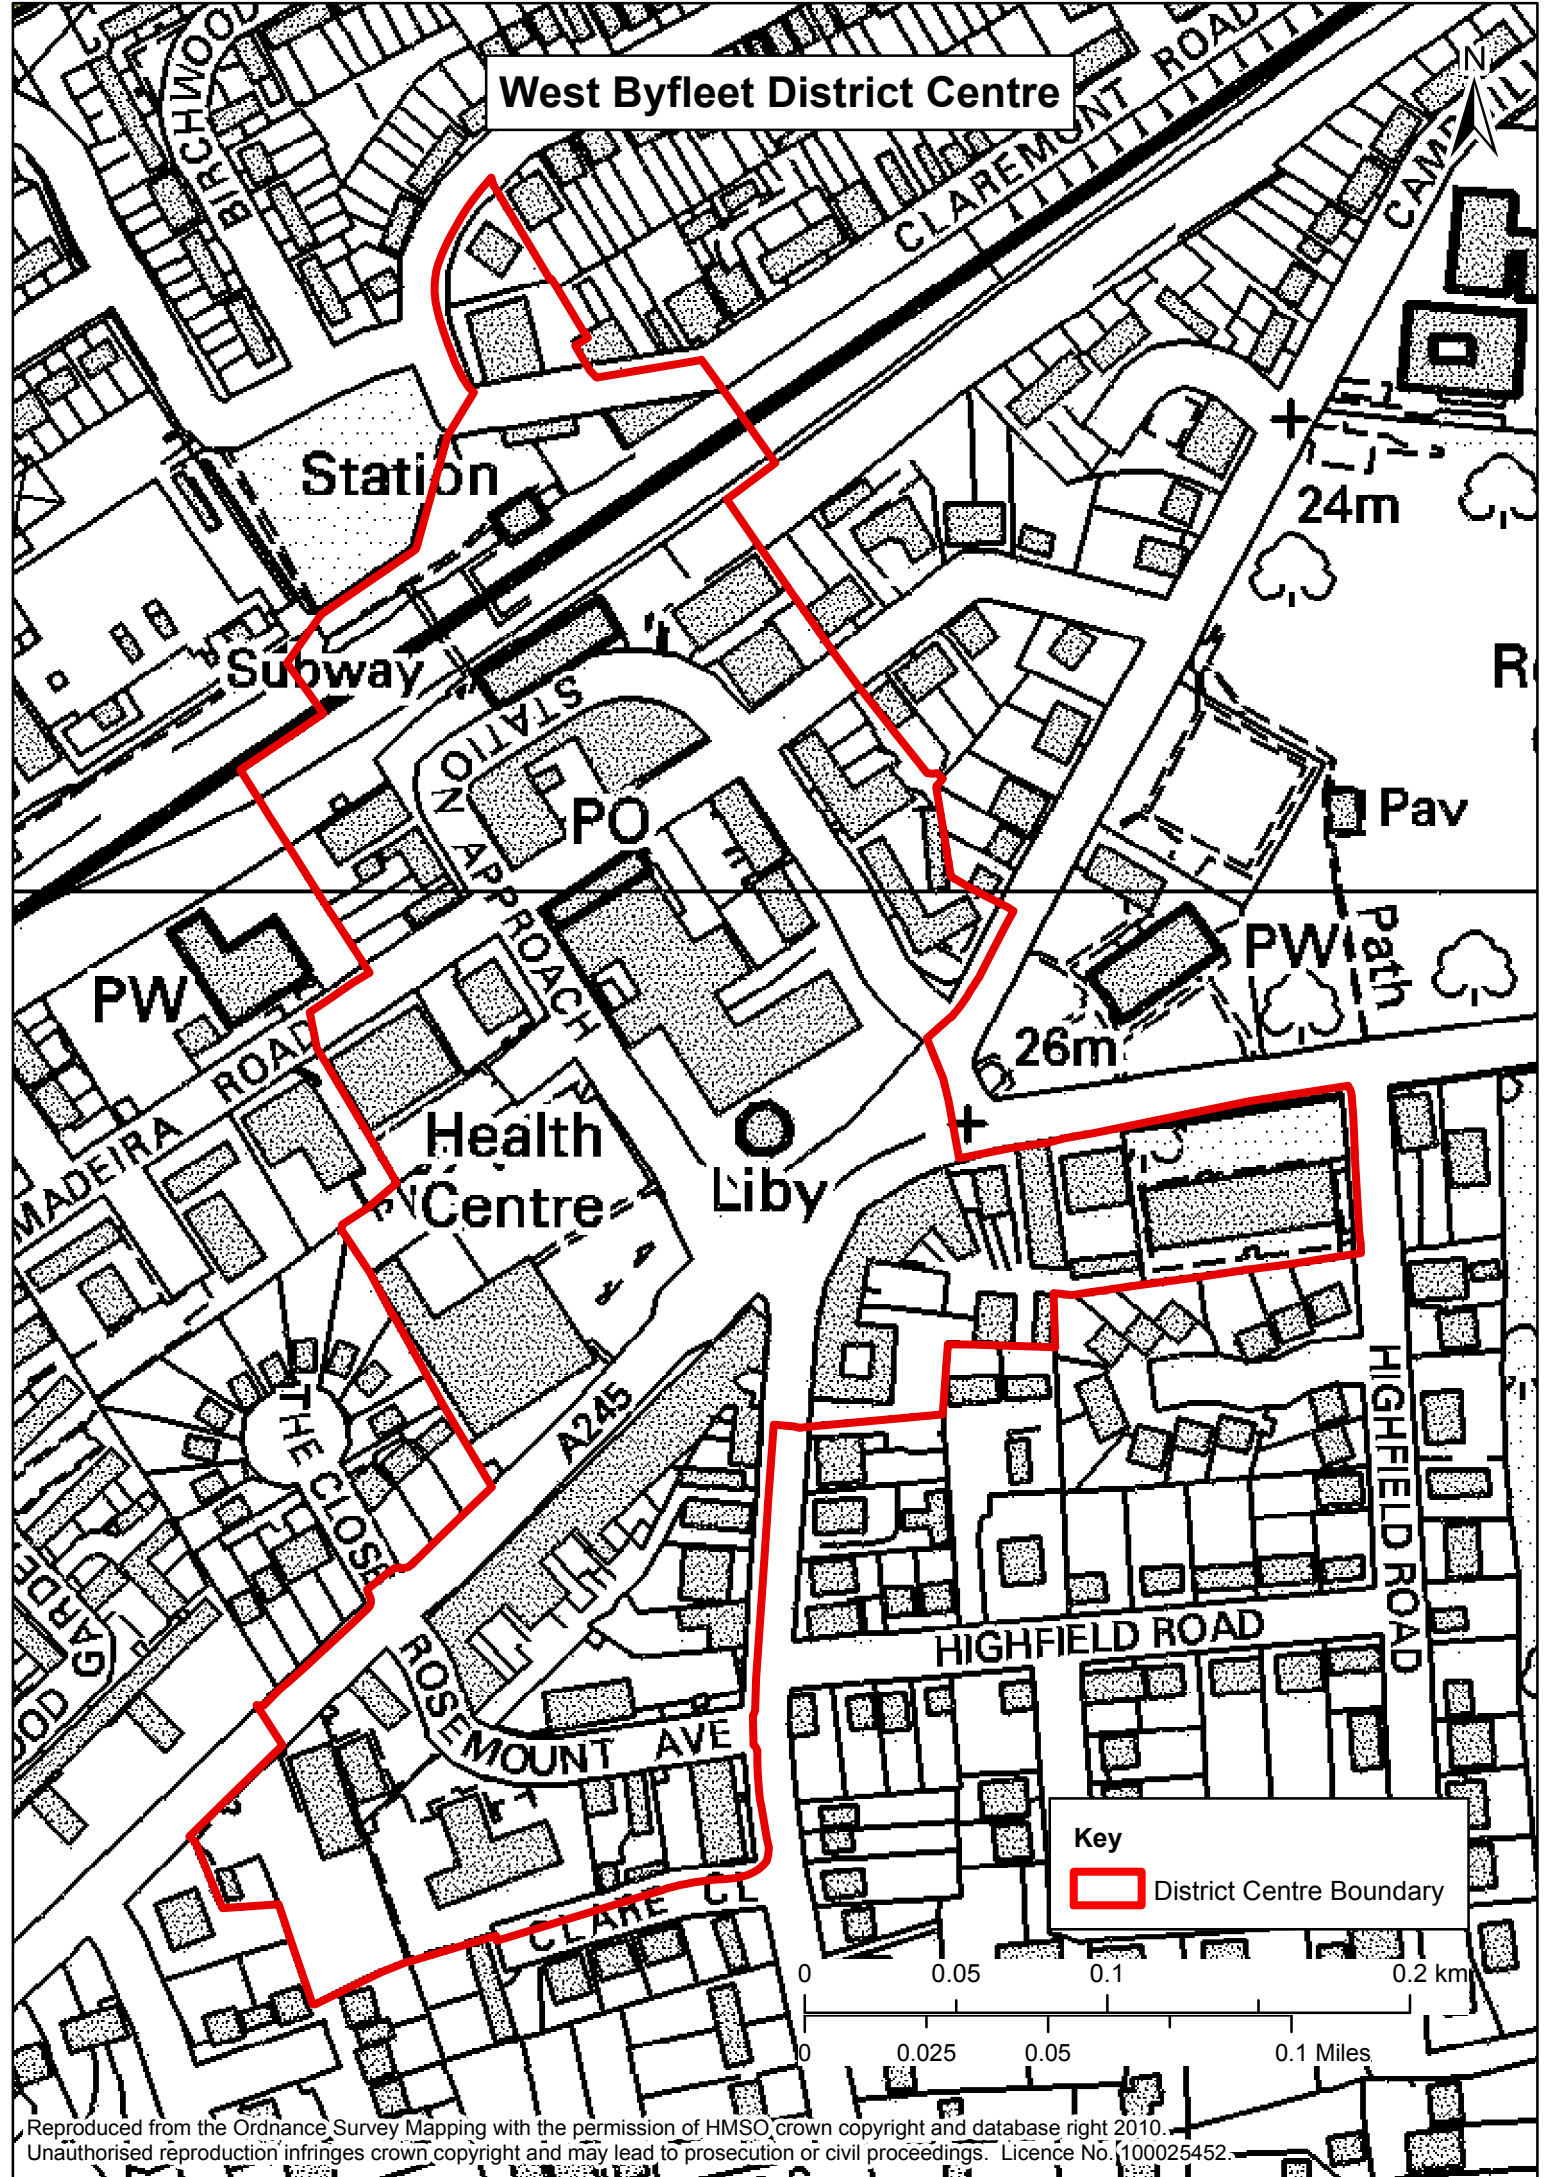 West Byfleet District Centre
N
BIRCHWOOD
CLAREMONT ROAD
Station
24m
Subway
STATION APPROACH
PO
Pav
PW
PW
Path
MADEIRA ROAD
26m
Health
Centre
Liby
A245
THE CLOSE
HIGHFIELD ROAD
HIGHFIELD ROAD
ROSEMOUNT AVE
CLARE CL
Key
District Centre Boundary
0 0.05 0.1 0.2 km
0 0.025 0.05 0.1 Miles
Reproduced from the Ordnance Survey Mapping with the permission of HMSO crown copyright and database right 2010.
Unauthorised reproduction infringes crown copyright and may lead to prosecution or civil proceedings. Licence No. 100025452.